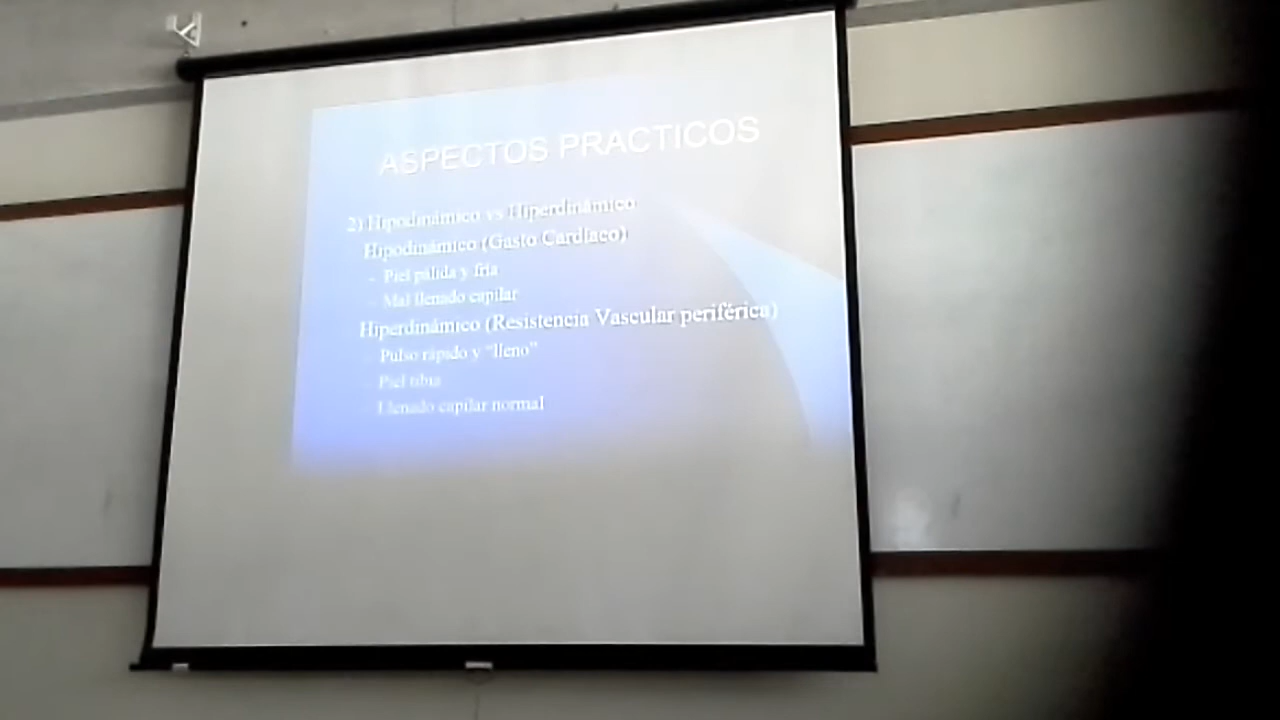 ASPECTOS PRACTICOS
2) Hipodinámico vs Hiperdinámico
Hipodinámico (Gasto Cardíaco)
- Piel pálida y fría
- Mal llenado capilar
Hiperdinámico (Resistencia Vascular periférica)
Pulso rápido y “lleno”
Piel tibia
Llenado capilar normal